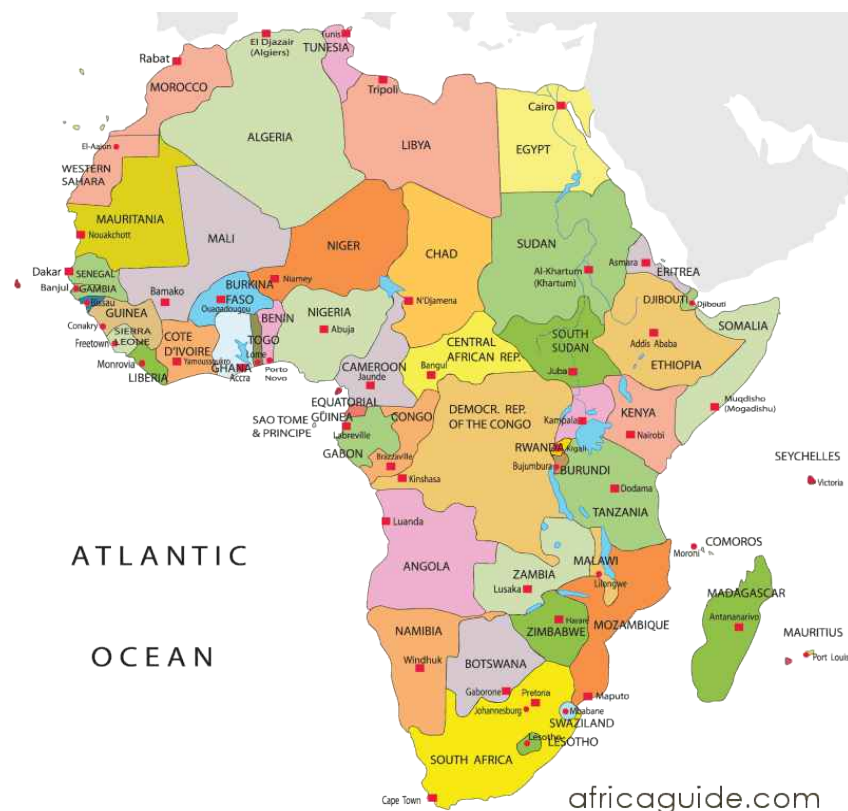 El Djazair
(Algiers)
Tunis
TUNISIA
Rabat
MOROCCO
Tripoli
Cairo
ALGERIA
LIBYA
EGYPT
El-Aajun
WESTERN
SAHARA
MAURITANIA
Nouakchott
MALI
NIGER
CHAD
SUDAN
Al-Khartum
(Khartum)
Asmara
ERITREA
Dakar
SENEGAL
Banjul
GAMBIA
Bissau
Bamako
BURKINA
FASO
Ouagadougou
Niamey
N'Djamena
DJIBOUTI
Djibouti
GUINEA
Conakry
SIERRA
LEONE
Freetown
Monrovia
LIBERIA
COTE
D'IVOIRE
Yamoussoukro
GHANA
Accra
TOGO
Lome
BENIN
Porto
Novo
NIGERIA
Abuja
SOMALIA
Addis Ababa
ETHIOPIA
SOUTH
SUDAN
Juba
CENTRAL
AFRICAN REP.
Bangul
CAMEROON
Jaunde
EQUATORIAL
GUINEA
SAO TOME
& PRINCIPE
Labreville
GABON
CONGO
Brazzaville
Kinshasa
DEMOCR. REP.
OF THE CONGO
Kampala
KENYA
Nairobi
Muqdisho
(Mogadishu)
RWANDA
Kigali
Bujumbura
BURUNDI
Dodama
TANZANIA
SEYCHELLES
Victoria
Luanda
ANGOLA
ATLANTIC
OCEAN
ZAMBIA
Lusaka
MALAWI
Lilongwe
COMOROS
Moroni
MADAGASCAR
Antananarivo
MAURITIUS
Port Louis
NAMIBIA
Windhuk
Harare
ZIMBABWE
MOZAMBIQUE
BOTSWANA
Gaborone
Pretoria
Johannesburg
Maputo
Mbabane
SWAZILAND
Lesotho
LESOTHO
SOUTH AFRICA
Cape Town
africaguide.com